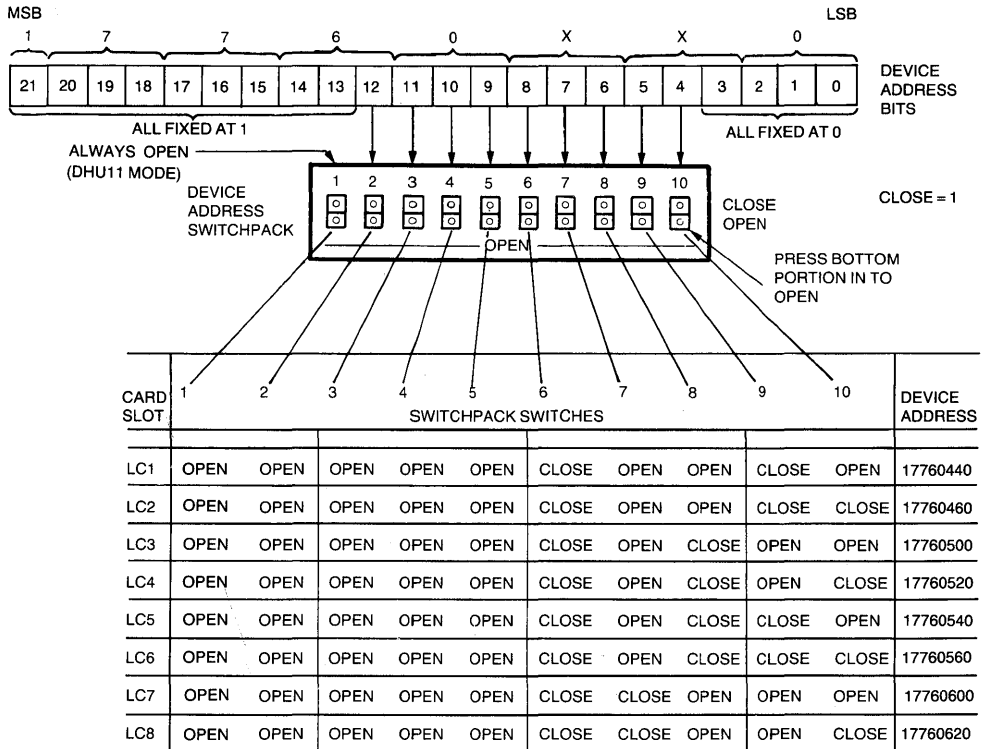 MSB LSB
1 7 7 6 0 X X 0
21 20 19 18 17 16 15 14 13 12 11 10 9 8 7 6 5 4 3 2 1 0
DEVICE
ADDRESS
BITS
ALL FIXED AT 1
ALL FIXED AT 0
ALWAYS OPEN
(DHU11 MODE)
DEVICE
ADDRESS
SWITCHPACK
1 2 3 4 5 6 7 8 9 10
OPEN
CLOSE
OPEN
CLOSE = 1
PRESS BOTTOM
PORTION IN TO
OPEN
CARD
SLOT
1 2 3 4 5 6 7 8 9 10
SWITCHPACK SWITCHES
DEVICE
ADDRESS
LC1 OPEN OPEN OPEN OPEN OPEN CLOSE OPEN OPEN CLOSE OPEN 17760440
LC2 OPEN OPEN OPEN OPEN OPEN CLOSE OPEN OPEN CLOSE CLOSE 17760460
LC3 OPEN OPEN OPEN OPEN OPEN CLOSE OPEN CLOSE OPEN OPEN 17760500
LC4 OPEN OPEN OPEN OPEN OPEN CLOSE OPEN CLOSE OPEN CLOSE 17760520
LC5 OPEN OPEN OPEN OPEN OPEN CLOSE OPEN CLOSE CLOSE OPEN 17760540
LC6 OPEN OPEN OPEN OPEN OPEN CLOSE OPEN CLOSE CLOSE CLOSE 17760560
LC7 OPEN OPEN OPEN OPEN OPEN CLOSE CLOSE OPEN OPEN OPEN 17760600
LC8 OPEN OPEN OPEN OPEN OPEN CLOSE CLOSE OPEN OPEN CLOSE 17760620